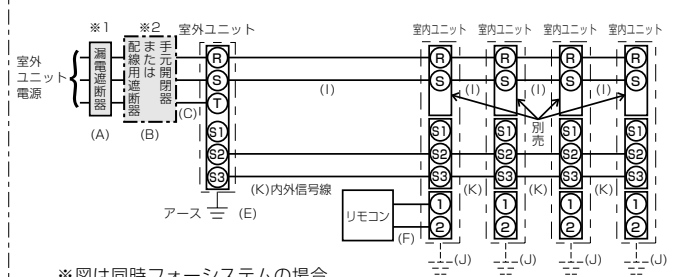 ※1
※2
室外ユニット
室内ユニット 室内ユニット 室内ユニット 室内ユニット
室外
ユニット
電源
漏電遮断器
手元開閉器
または
配線用遮断器
(A)
(B)
(C)
R
S
T
S1
S2
S3
(I)
(I)
(I)
(I)
R
S
S1
S2
S3
1
2
R
S
S1
S2
S3
1
2
R
S
S1
S2
S3
1
2
R
S
S1
S2
S3
1
2
別売
(K)内外信号線
(K)
(K)
(K)
アース
(E)
リモコン
(F)
(J)
(J)
(J)
(J)
※図は同時フォーシステムの場合